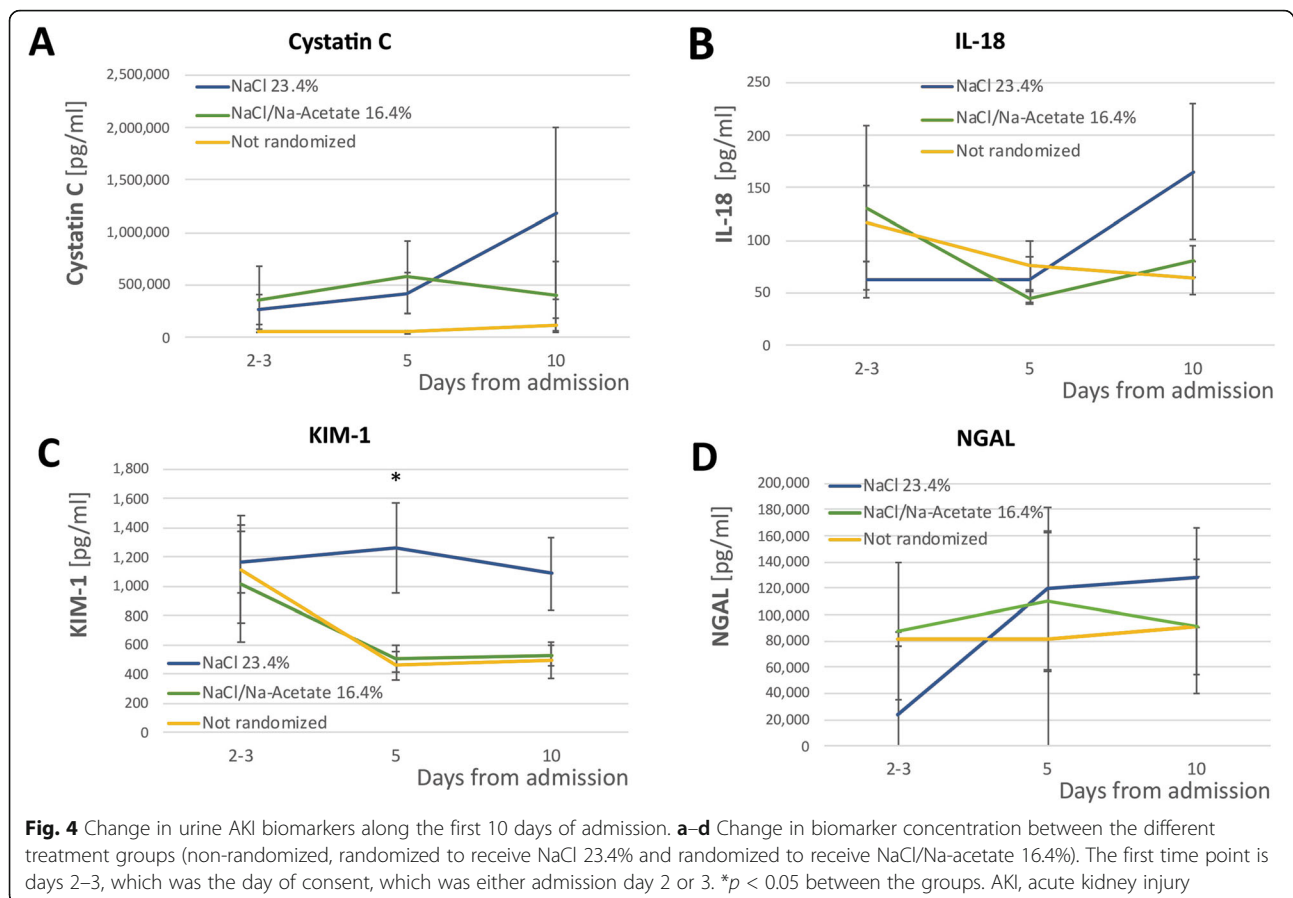 A
Cystatin C
2,500,000
2,000,000
1,500,000
1,000,000
500,000
0
Cystatin C [pg/ml]
NaCl 23.4%
NaCl/Na-Acetate 16.4%
Not randomized
2-3
5
10
Days from admission
B
IL-18
250
200
150
100
50
0
IL-18 [pg/ml]
NaCl 23.4%
NaCl/Na-Acetate 16.4%
Not randomized
2-3
5
10
Days from admission
C
KIM-1
1,800
1,600
1,400
1,200
1,000
800
600
400
200
0
KIM-1 [pg/ml]
*
NaCl 23.4%
NaCl/Na-Acetate 16.4%
Not randomized
2-3
5
10
Days from admission
D
NGAL
200,000
180,000
160,000
140,000
120,000
100,000
80,000
60,000
40,000
20,000
0
NGAL [pg/ml]
NaCl 23.4%
NaCl/Na-Acetate 16.4%
Not randomized
2-3
5
10
Days from admission
Fig. 4 Change in urine AKI biomarkers along the first 10 days of admission. a–d Change in biomarker concentration between the different
treatment groups (non-randomized, randomized to receive NaCl 23.4% and randomized to receive NaCl/Na-acetate 16.4%). The first time point is
days 2–3, which was the day of consent, which was either admission day 2 or 3. *p < 0.05 between the groups. AKI, acute kidney injury